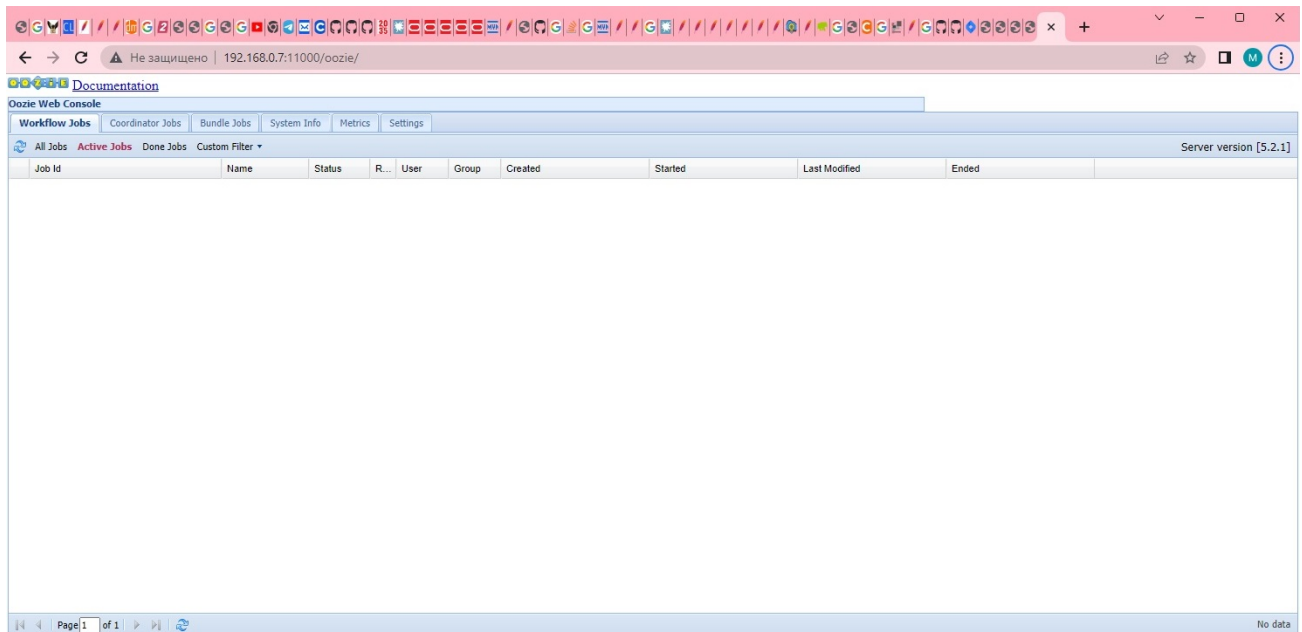 Не защищено 192.168.0.7:11000/oozie/
M
OOZIE Documentation
Oozie Web Console
Workflow Jobs Coordinator Jobs Bundle Jobs System Info Metrics Settings
All Jobs Active Jobs Done Jobs Custom Filter Server version [5.2.1]
Job Id Name Status R... User Group Created Started Last Modified Ended
Page 1 of 1 No data